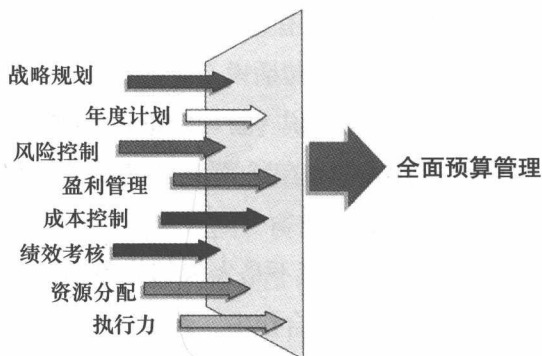 战略规划
年度计划
风险控制
盈利管理
成本控制
绩效考核
资源分配
执行力
全面预算管理